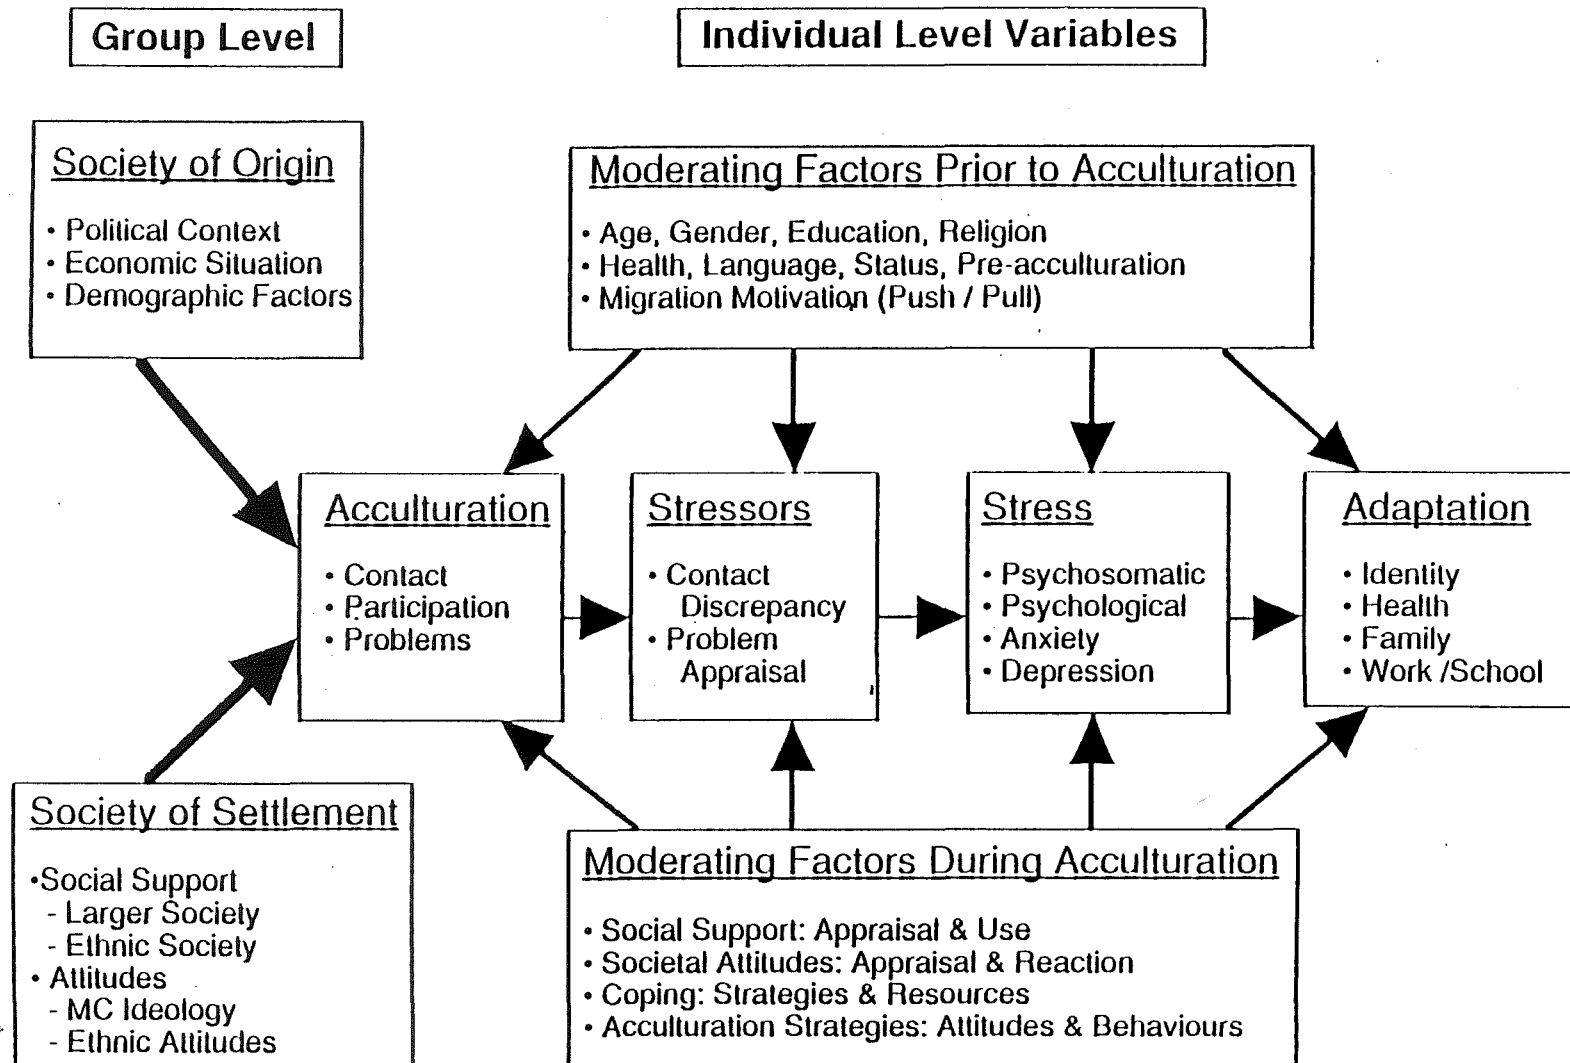 Group Level
Individual Level Variables
Society of Origin
• Political Context
• Economic Situation
• Demographic Factors
Moderating Factors Prior to Acculturation
• Age, Gender, Education, Religion
• Health, Language, Status, Pre-acculturation
• Migration Motivation (Push / Pull)
Acculturation
• Contact
• Participation
• Problems
Stressors
• Contact
Discrepancy
• Problem
Appraisal
Stress
• Psychosomatic
• Psychological
• Anxiety
• Depression
Adaptation
• Identity
• Health
• Family
• Work /School
Society of Settlement
•Social Support
- Larger Society
- Ethnic Society
• Attitudes
- MC Ideology
- Ethnic Attitudes
Moderating Factors During Acculturation
• Social Support: Appraisal & Use
• Societal Attitudes: Appraisal & Reaction
• Coping: Strategies & Resources
• Acculturation Strategies: Attitudes & Behaviours